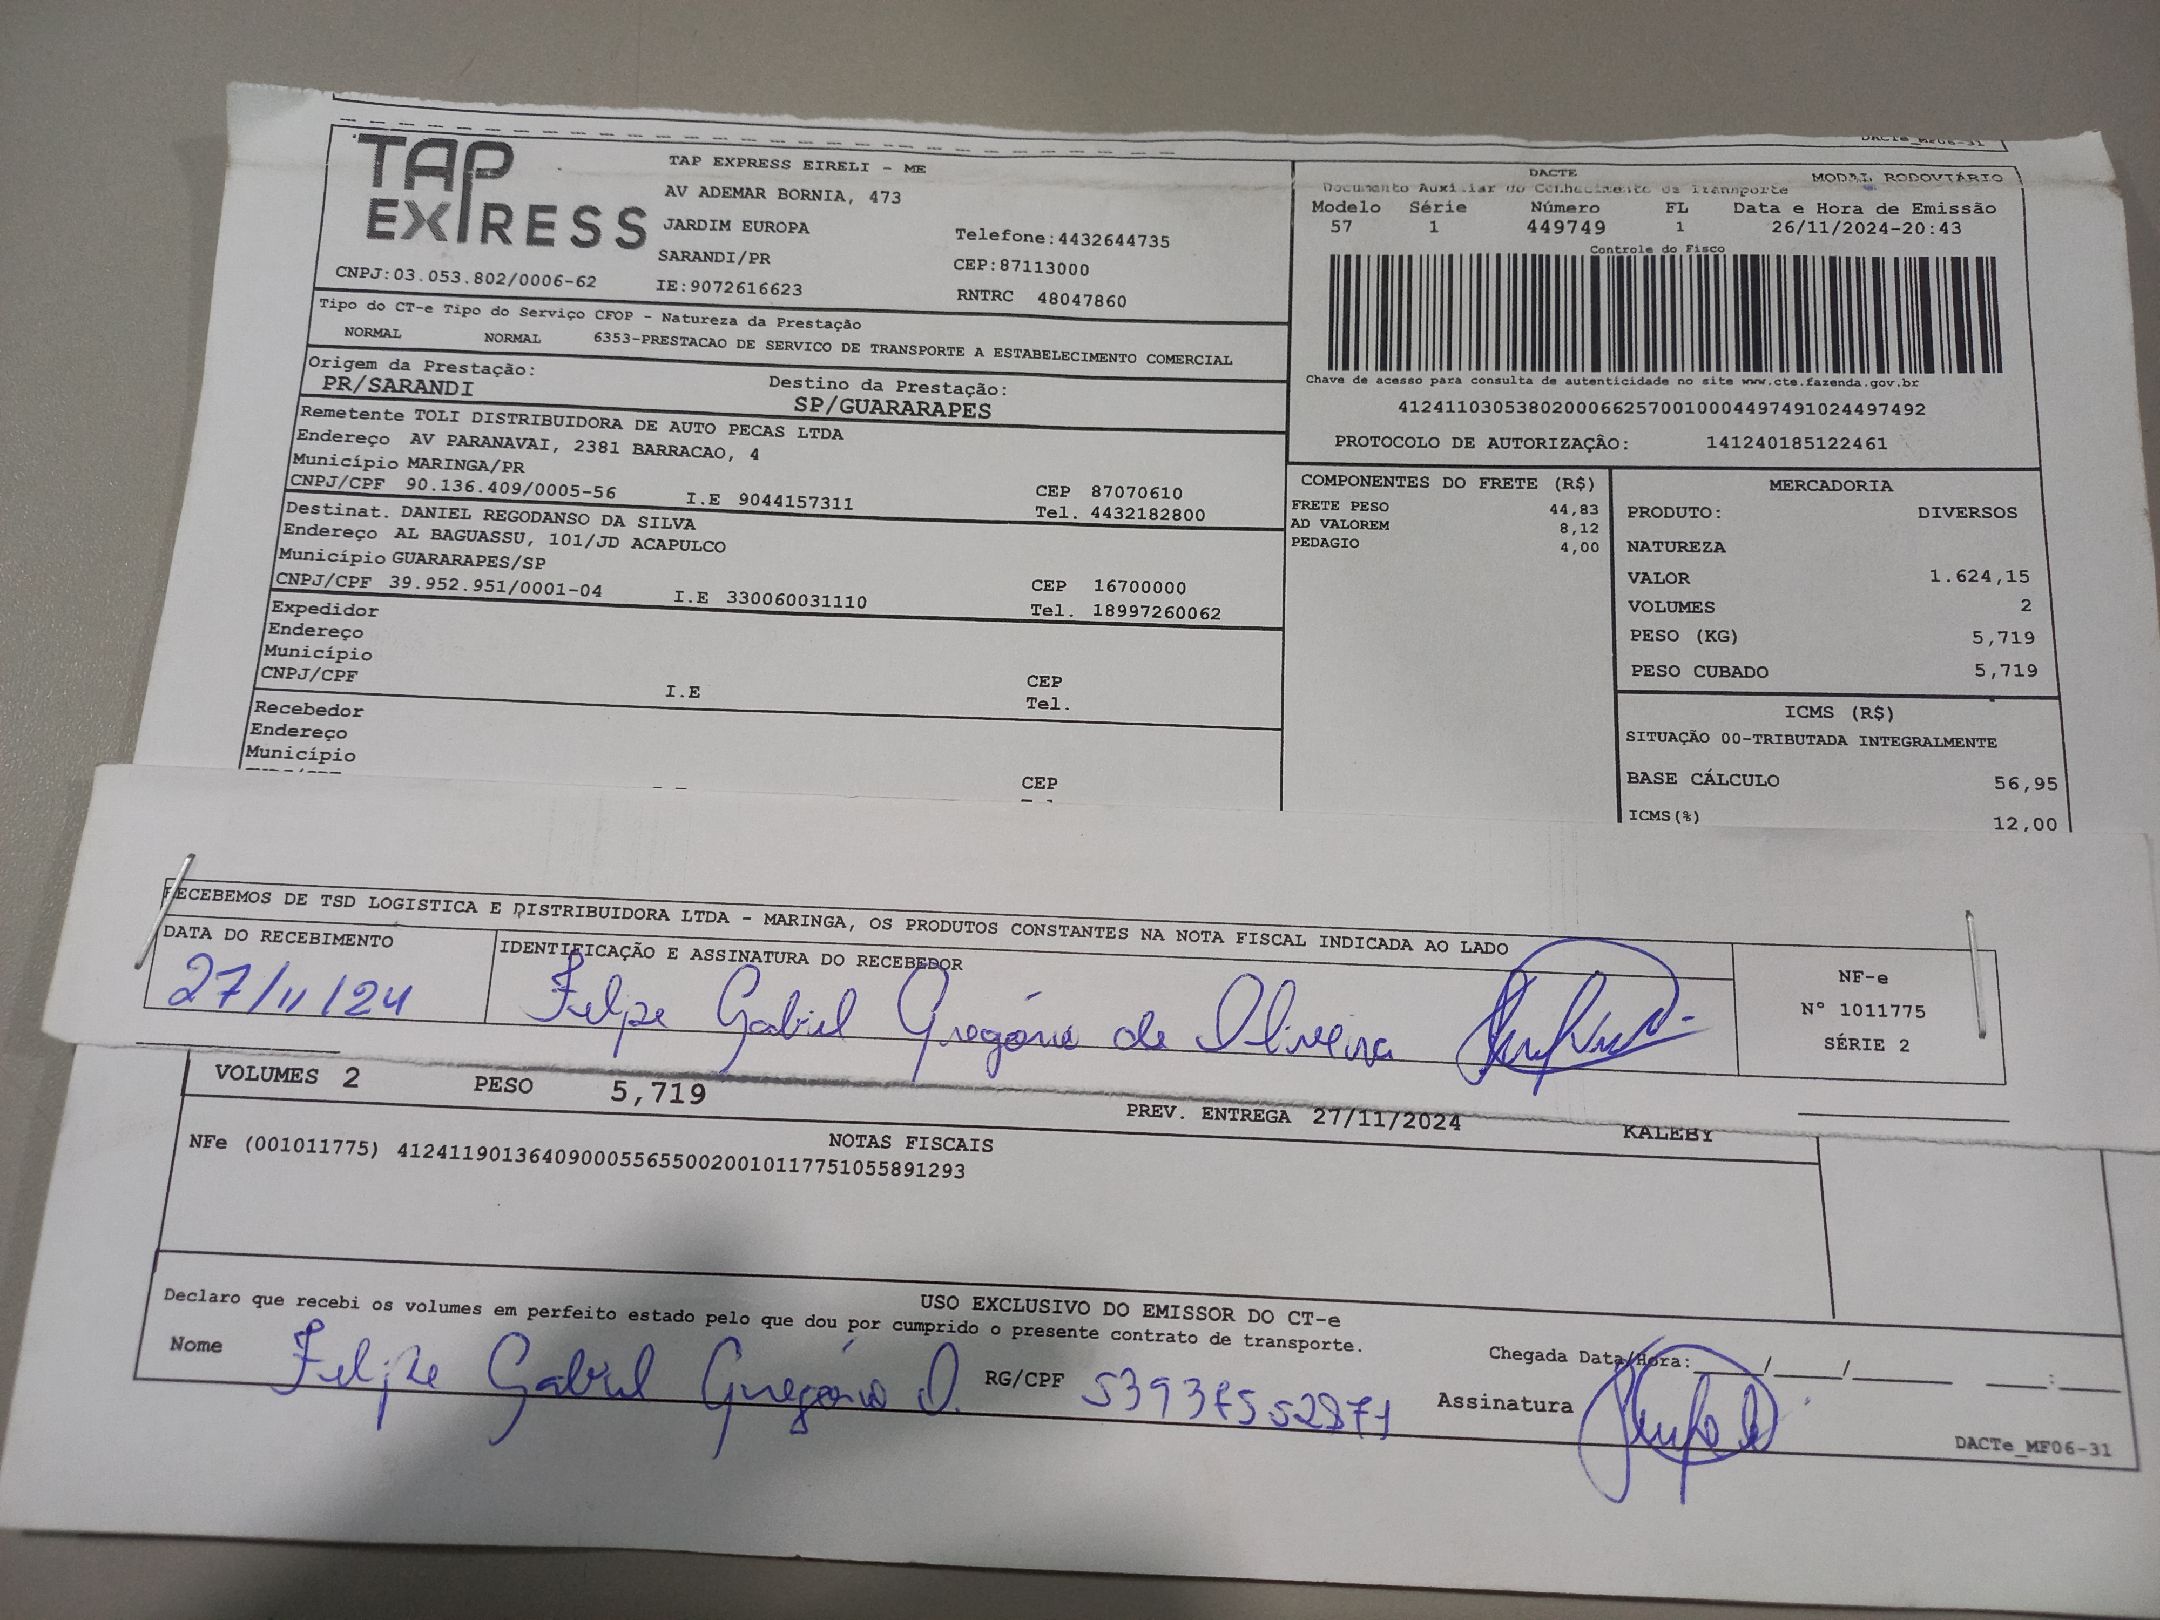 DACTe_MF06-31
TAP
EXPRESS
CNPJ:03.053.802/0006-62
TAP EXPRESS EIRELI - ME
AV ADEMAR BORNIA, 473
JARDIM EUROPA
SARANDI/PR
IE:9072616623
Telefone:4432644735
CEP:87113000
RNTRC 48047860
DACTE
MODAL RODOVIÁRIO
Documento Auxiliar do Conhecimento de Transporte
Modelo Série Número FL Data e Hora de Emissão
57 1 449749 1 26/11/2024-20:43
Controle do Fisco
Chave de acesso para consulta de autenticidade no site www.cte.fazenda.gov.br
41241103053802000662570010004497491024497492
PROTOCOLO DE AUTORIZAÇÃO: 141240185122461
Tipo do CT-e Tipo do Serviço CFOP - Natureza da Prestação
NORMAL NORMAL 6353-PRESTACAO DE SERVICO DE TRANSPORTE A ESTABELECIMENTO COMERCIAL
Origem da Prestação: Destino da Prestação:
PR/SARANDI SP/GUARARAPES
Remetente TOLI DISTRIBUIDORA DE AUTO PECAS LTDA
Endereço AV PARANAVAI, 2381 BARRACAO, 4
Município MARINGA/PR CEP 87070610
CNPJ/CPF 90.136.409/0005-56 I.E 9044157311 Tel. 4432182800
Destinat. DANIEL REGODANSO DA SILVA
Endereço AL BAGUASSU, 101/JD ACAPULCO
Município GUARARAPES/SP CEP 16700000
CNPJ/CPF 39.952.951/0001-04 I.E 330060031110 Tel. 18997260062
Expedidor
Endereço
Município CEP
CNPJ/CPF I.E Tel.
Recebedor
Endereço
Município CEP
COMPONENTES DO FRETE (R$)
FRETE PESO 44,83
AD VALOREM 8,12
PEDAGIO 4,00
MERCADORIA
PRODUTO: DIVERSOS
NATUREZA
VALOR 1.624,15
VOLUMES 2
PESO (KG) 5,719
PESO CUBADO 5,719
ICMS (R$)
SITUAÇÃO 00-TRIBUTADA INTEGRALMENTE
BASE CÁLCULO 56,95
ICMS(%) 12,00
RECEBEMOS DE TSD LOGISTICA E DISTRIBUIDORA LTDA - MARINGA, OS PRODUTOS CONSTANTES NA NOTA FISCAL INDICADA AO LADO
DATA DO RECEBIMENTO IDENTIFICAÇÃO E ASSINATURA DO RECEBEDOR
27/11/24 Felipe Gabriel Gregório de Oliveira
NF-e
Nº 1011775
SÉRIE 2
VOLUMES 2 PESO 5,719 PREV. ENTREGA 27/11/2024 KALEBY
NOTAS FISCAIS
NFe (001011775) 41241190136409000556550020010117751055891293
USO EXCLUSIVO DO EMISSOR DO CT-e
Declaro que recebi os volumes em perfeito estado pelo que dou por cumprido o presente contrato de transporte.
Nome Felipe Gabriel Gregório O. RG/CPF 53937552871 Chegada Data/Hora:____/____/____ ___:___
Assinatura
DACTe_MF06-31